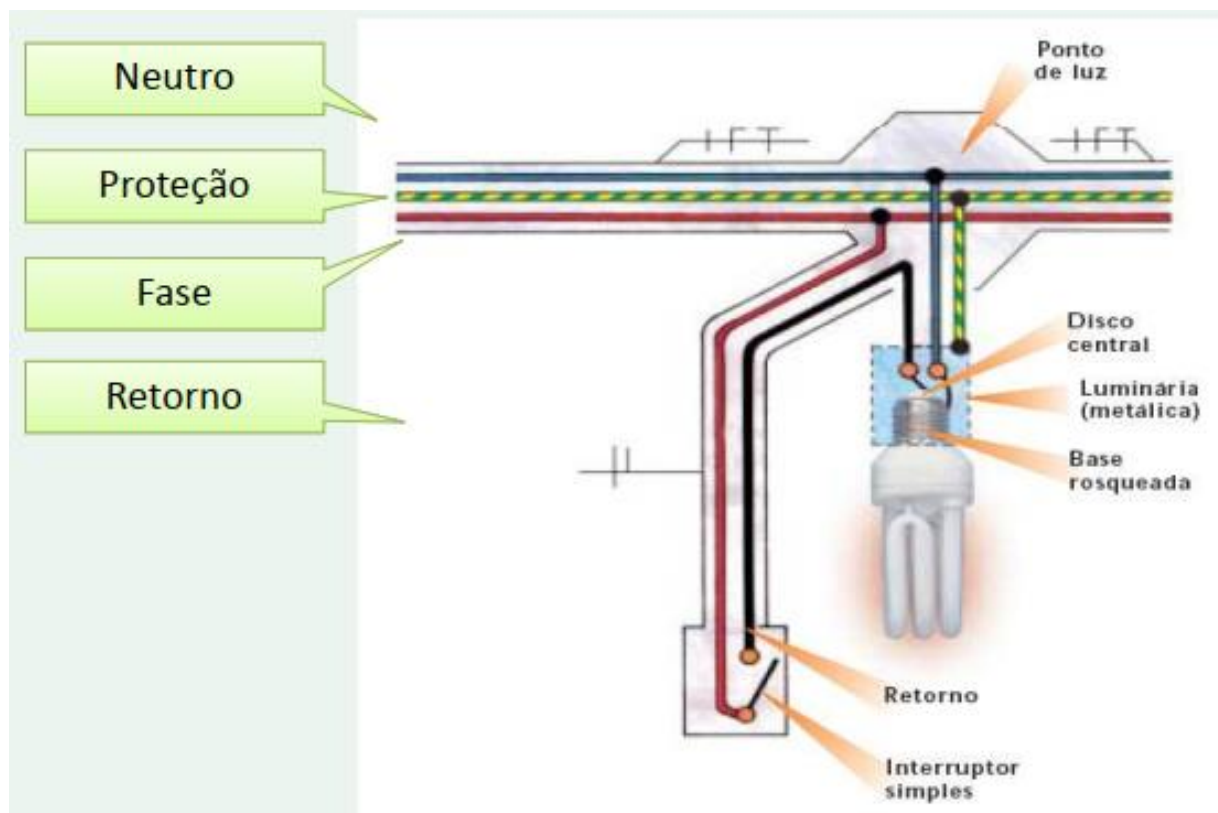 Neutro
Proteção
Fase
Retorno
Ponto
de luz
Disco
central
Luminária
(metálica)
Base
rosqueada
Retorno
Interruptor
simples